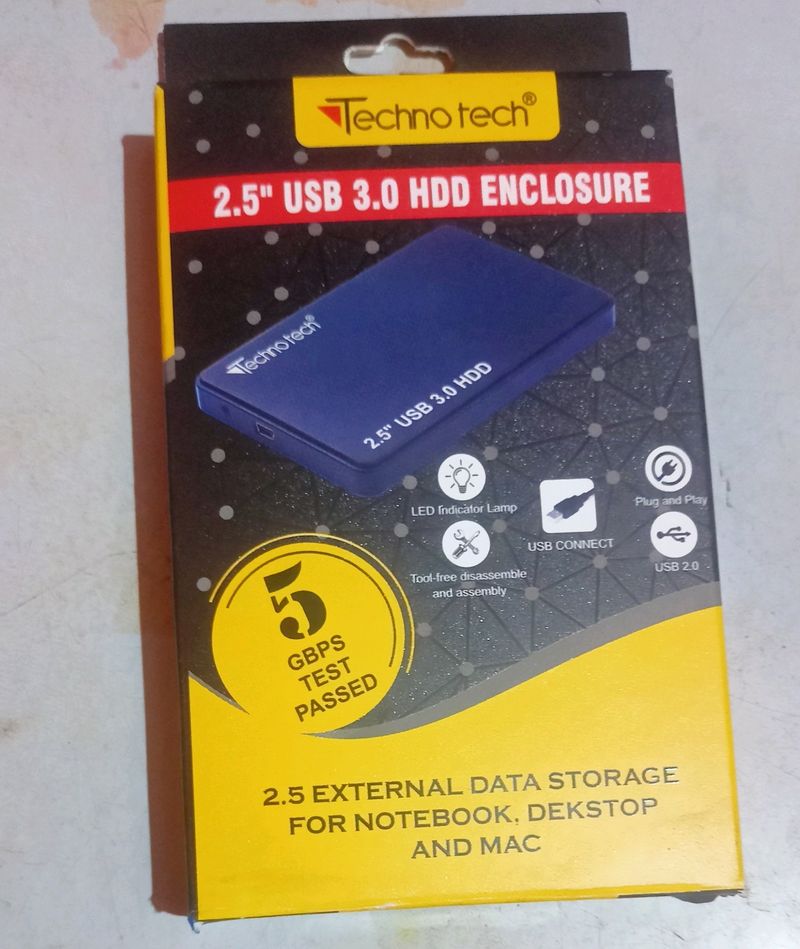 Techno tech®
2.5" USB 3.0 HDD ENCLOSURE
Techno tech®
2.5" USB 3.0 HDD
LED Indicator Lamp
Tool-free disassemble
and assembly
USB CONNECT
Plug and Play
USB 2.0
5
GBPS
TEST
PASSED
2.5 EXTERNAL DATA STORAGE
FOR NOTEBOOK, DEKSTOP
AND MAC